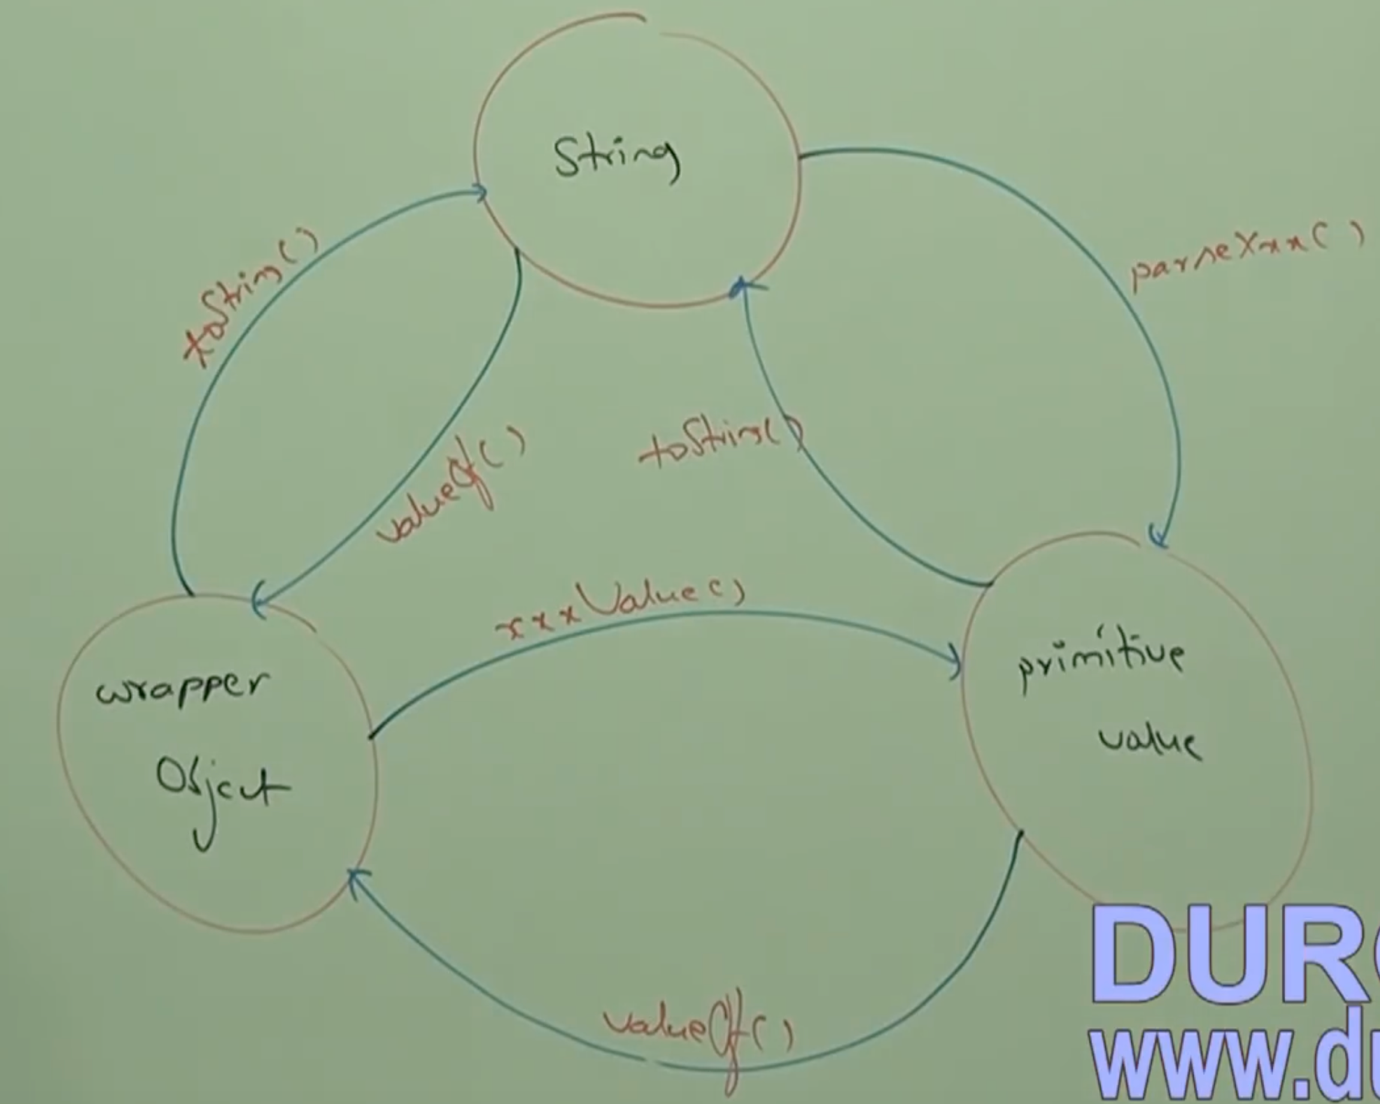 String
toString()
parseXxx()
valueOf()
toString()
xxxValue()
wrapper
Object
primitive
value
valueOf()
DUR
www.du